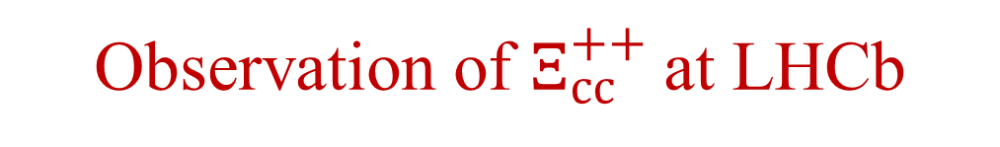 Observation of Ξcc++ at LHCb